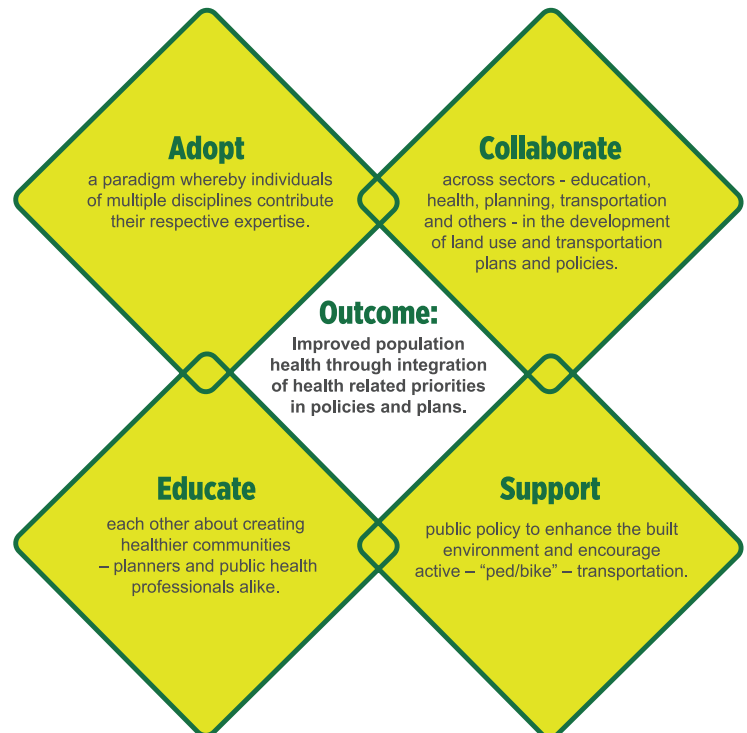 Adopt
a paradigm whereby individuals
of multiple disciplines contribute
their respective expertise.
Collaborate
across sectors - education,
health, planning, transportation
and others - in the development
of land use and transportation
plans and policies.
Outcome:
Improved population
health through integration
of health related priorities
in policies and plans.
Educate
each other about creating
healthier communities
– planners and public health
professionals alike.
Support
public policy to enhance the built
environment and encourage
active – “ped/bike” – transportation.